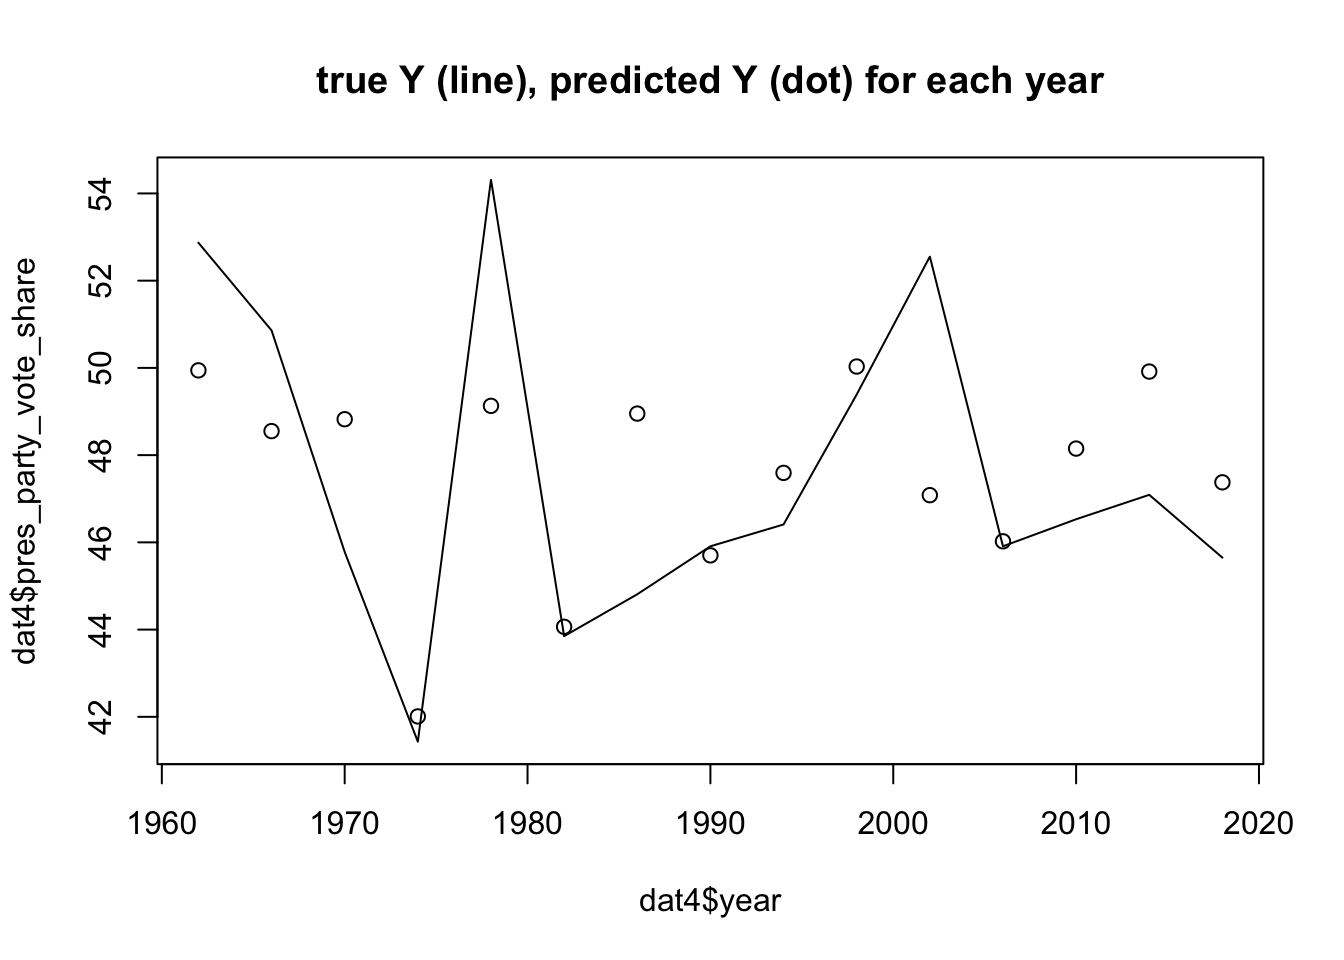 true Y (line), predicted Y (dot) for each year
dat4$pres_party_vote_share
54
52
50
48
46
44
42
1960 1970 1980 1990 2000 2010 2020
dat4$year